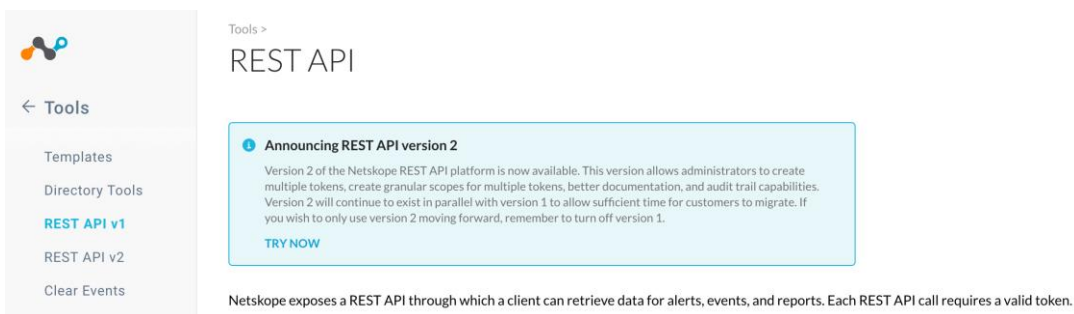 Tools >
REST API
← Tools
Templates
Directory Tools
REST API v1
REST API v2
Clear Events
Announcing REST API version 2
Version 2 of the Netskope REST API platform is now available. This version allows administrators to create
multiple tokens, create granular scopes for multiple tokens, better documentation, and audit trail capabilities.
Version 2 will continue to exist in parallel with version 1 to allow sufficient time for customers to migrate. If
you wish to only use version 2 moving forward, remember to turn off version 1.
TRY NOW
Netskope exposes a REST API through which a client can retrieve data for alerts, events, and reports. Each REST API call requires a valid token.